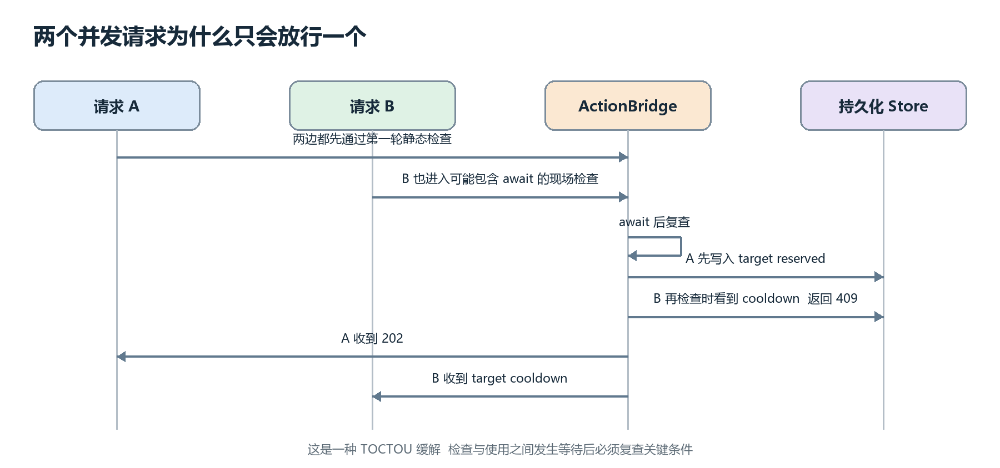 两个并发请求为什么只会放行一个
请求 A
请求 B
ActionBridge
持久化 Store
两边都先通过第一轮静态检查
B 也进入可能包含 await 的现场检查
await 后复查
A 先写入 target reserved
B 再检查时看到 cooldown  返回 409
A 收到 202
B 收到 target cooldown
这是一种 TOCTOU 缓解  检查与使用之间发生等待后必须复查关键条件